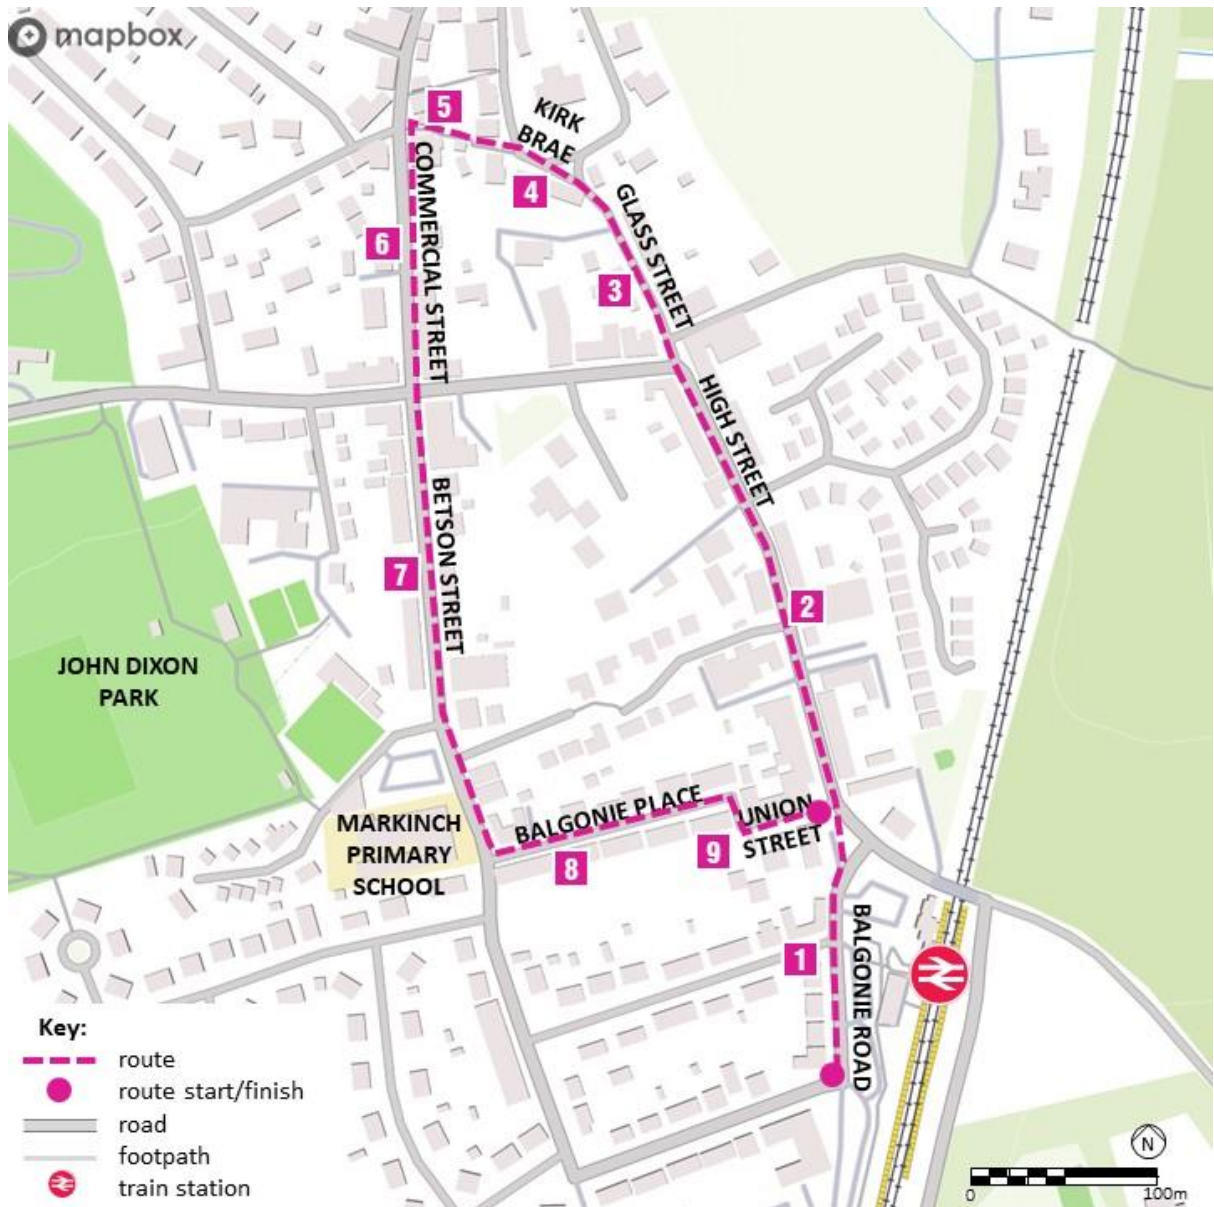 mapbox
5
KIRK
BRAE
4
COMMERCIAL STREET
6
GLASS STREET
3
HIGH STREET
BETSON STREET
7
2
JOHN DIXON
PARK
MARKINCH
PRIMARY
SCHOOL
BALGONIE PLACE
UNION
STREET
8
9
1
BALGONIE ROAD
Key:
route
route start/finish
road
footpath
train station
N
0
100m